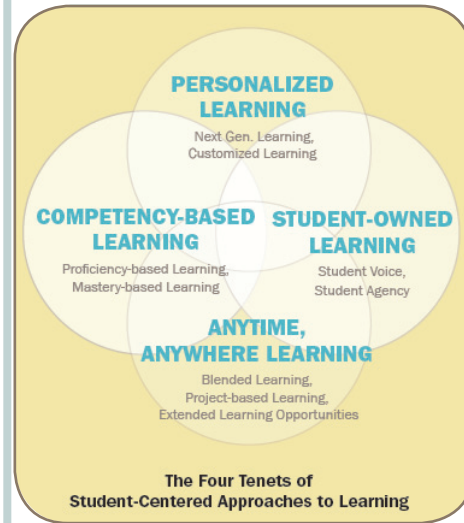 PERSONALIZED
LEARNING
Next Gen. Learning,
Customized Learning
COMPETENCY-BASED
LEARNING
Proficiency-based Learning,
Mastery-based Learning
STUDENT-OWNED
LEARNING
Student Voice,
Student Agency
ANYTIME,
ANYWHERE LEARNING
Blended Learning,
Project-based Learning,
Extended Learning Opportunities
The Four Tenets of
Student-Centered Approaches to Learning